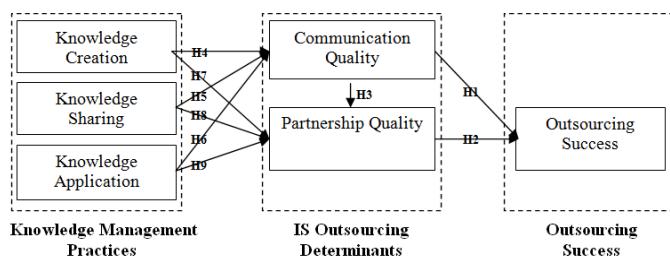 Knowledge
Creation
Knowledge
Sharing
Knowledge
Application
H4
H7
H5
H8
H6
H9
Communication
Quality
H3
Partnership Quality
H1
H2
Outsourcing
Success
Knowledge Management
Practices
IS Outsourcing
Determinants
Outsourcing
Success